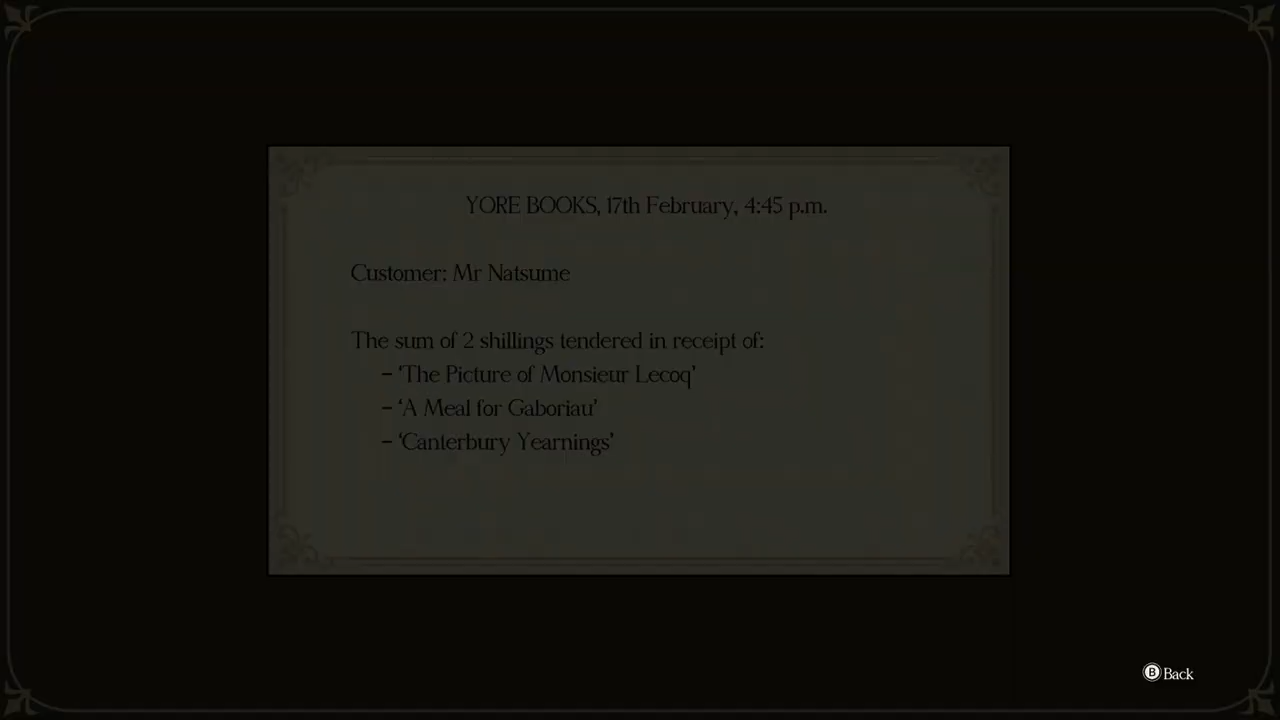 YORE BOOKS, 17th February, 4:45 p.m.
Customer: Mr Natsume
The sum of 2 shillings tendered in receipt of:
– ‘The Picture of Monsieur Lecoq’
– ‘A Meal for Gaboriau’
– ‘Canterbury Yearnings’
B Back